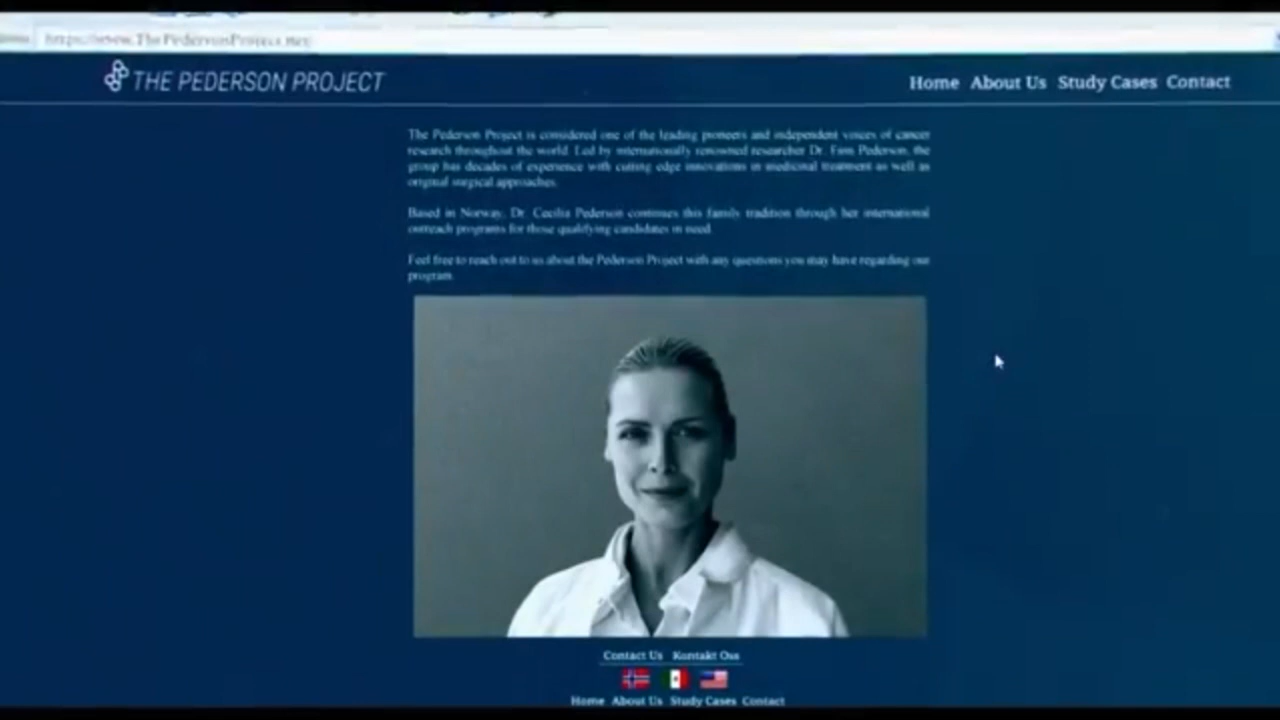 https://www.ThePedersonProject.net
THE PEDERSON PROJECT
Home About Us Study Cases Contact
The Pederson Project is considered one of the leading pioneers and independent voices of cancer
research throughout the world. Led by internationally renowned researcher Dr. Finn Pederson, the
group has decades of experience with cutting edge innovations in medicinal treatment as well as
original surgical approaches.
Based in Norway, Dr. Cecilia Pederson continues this family tradition through her international
outreach programs for those qualifying candidates in need.
Feel free to reach out to us about the Pederson Project with any questions you may have regarding our
program.
Contact Us Kontakt Oss
Home About Us Study Cases Contact